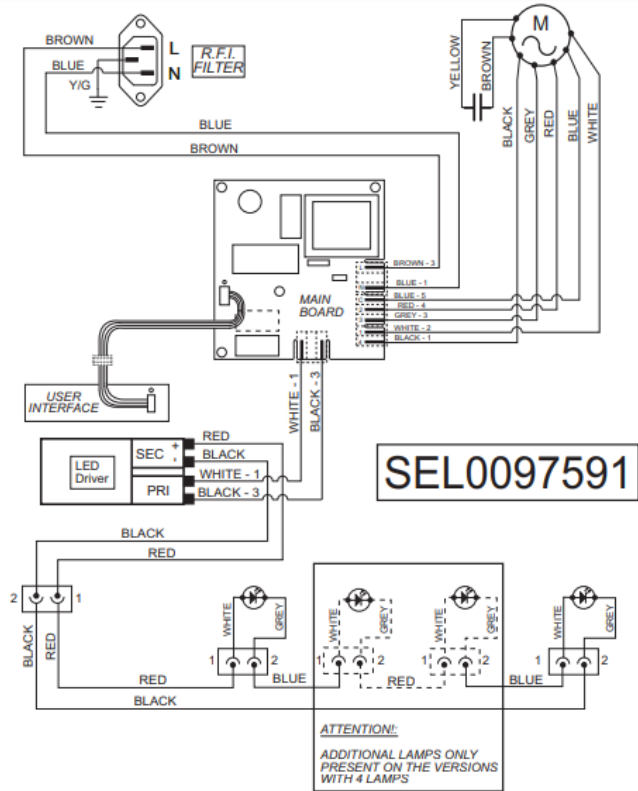 BROWN
L
BLUE
N
Y/G
R.F.I.
FILTER
M
YELLOW
BROWN
BLACK
GREY
RED
BLUE
WHITE
BLUE
BROWN
BROWN - 3
BLUE - 1
BLUE - 5
RED - 4
GREY - 3
WHITE - 2
BLACK - 1
MAIN
BOARD
USER
INTERFACE
WHITE - 1
BLACK - 3
LED
Driver
SEC
+
-
PRI
RED
BLACK
WHITE - 1
BLACK - 3
SEL0097591
BLACK
RED
2
1
BLACK
RED
WHITE
GREY
WHITE
GREY
WHITE
GREY
WHITE
GREY
1
2
1
2
1
2
1
2
RED
BLUE
RED
BLUE
BLACK
ATTENTION!:
ADDITIONAL LAMPS ONLY
PRESENT ON THE VERSIONS
WITH 4 LAMPS